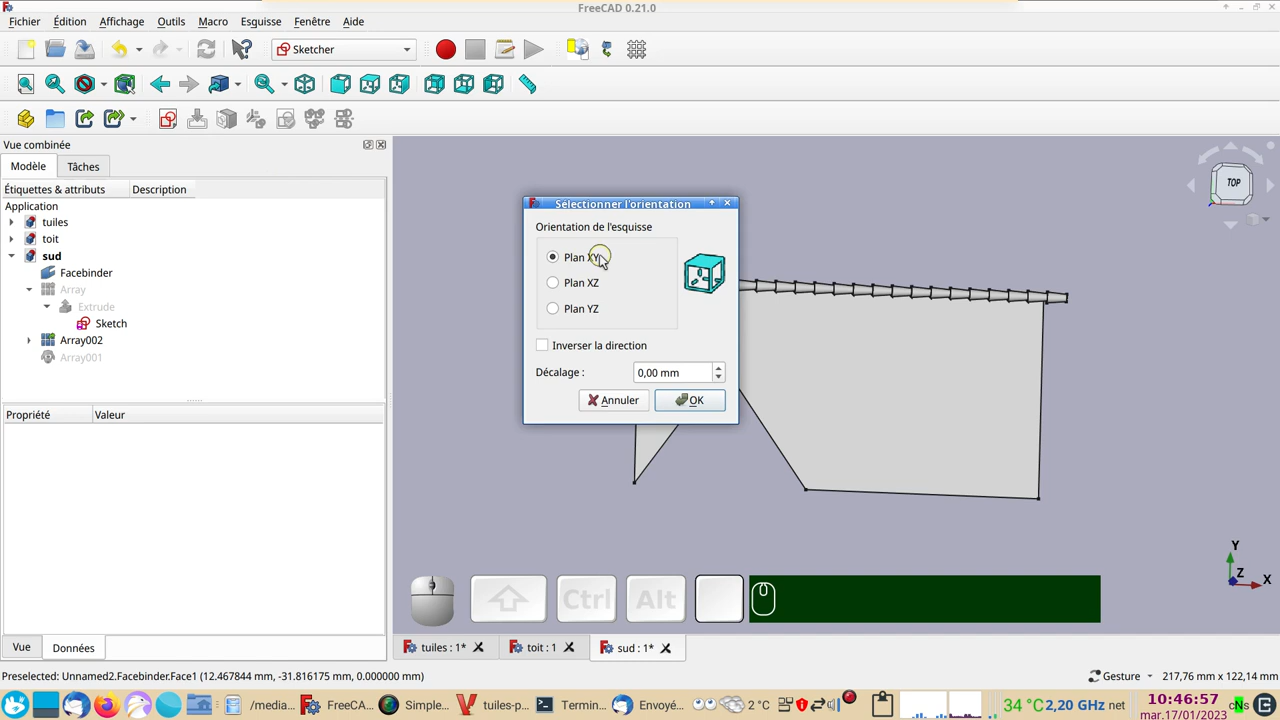 FreeCAD 0.21.0
Fichier Édition Affichage Outils Macro Esguisse Fenêtre Aide
Sketcher
Vue combinée
Modèle Tâches
Étiquettes & attributs Description
Application
tuiles
toit
sud
Facebinder
Array
Extrude
Sketch
Array002
Array001
Propriété Valeur
Vue Données
Sélectionner l'orientation
Orientation de l'esquisse
Plan XY
Plan XZ
Plan YZ
Inverser la direction
Décalage : 0,00 mm
Annuler OK
TOP
Y
Z X
Ctrl Alt
tuiles : 1* toit : 1 sud : 1*
Preselected: Unnamed2.Facebinder.Face1 (12.467844 mm, -31.816175 mm, 0.000000 mm) Gesture 217,76 mm x 122,14 mm
/media... FreeCA... Simple... tuiles-p... Termin... Envoyé... 2 °C 34 °C 2,20 GHz net 10:46:57
mar.17/01/2023